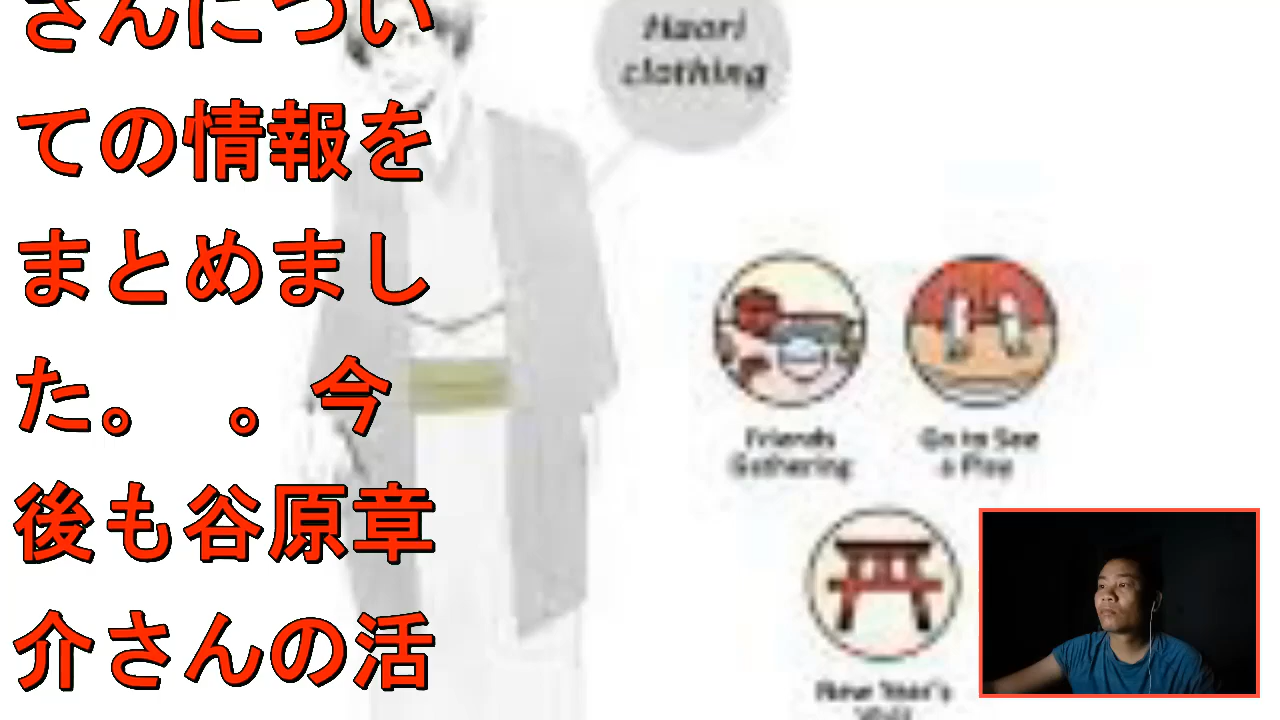 さんについ
ての情報を
まとめまし
た。 。今
後も谷原章
介さんの活
Haori
clothing
Friends
Gathering
Go to See
a Play
New Year's
Visit